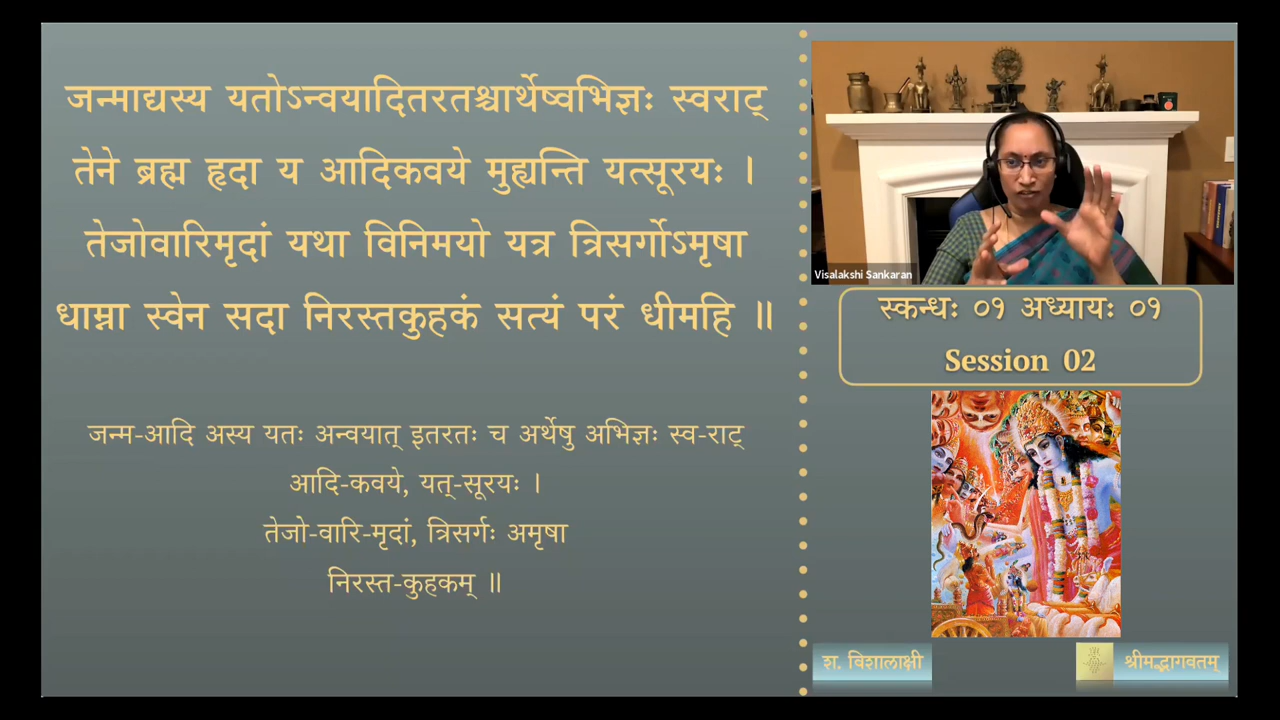 जन्माद्यस्य यतोऽन्वयादितरतश्चार्थेष्वभिज्ञः स्वराट्
तेने ब्रह्म हृदा य आदिकवये मुह्यन्ति यत्सूरयः ।
तेजोवारिमृदां यथा विनिमयो यत्र त्रिसर्गोऽमृषा
धाम्ना स्वेन सदा निरस्तकुहकं सत्यं परं धीमहि ॥
जन्म-आदि अस्य यतः अन्वयात् इतरतः च अर्थेषु अभिज्ञः स्व-राट्
आदि-कवये, यत्-सूरयः ।
तेजो-वारि-मृदां, त्रिसर्गः अमृषा
निरस्त-कुहकम् ॥
Visalakshi Sankaran
स्कन्धः ०१ अध्यायः ०१
Session 02
श. विशालाक्षी
श्रीमद्भागवतम्